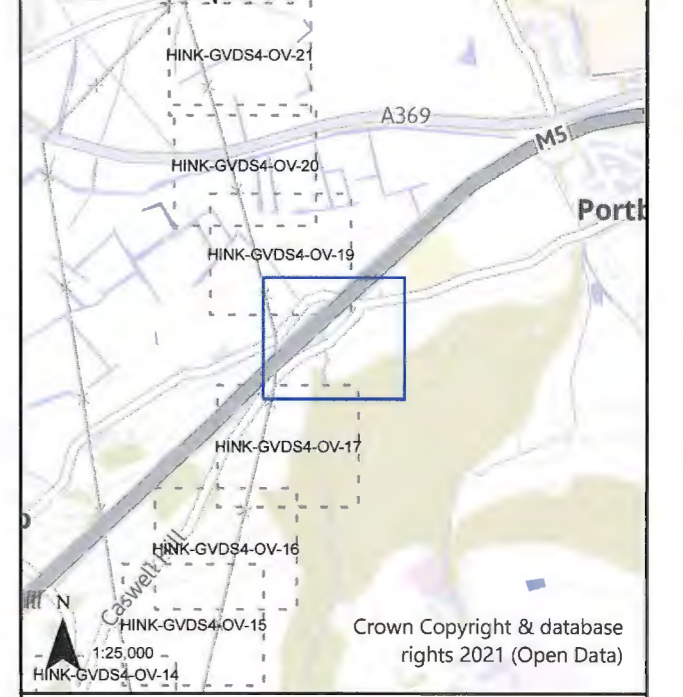 HINK-GVDS4-OV-21
A369
M5
HINK-GVDS4-OV-20
Portb
HINK-GVDS4-OV-19
HINK-GVDS4-OV-17
HINK-GVDS4-OV-16
Caswell Hill
N
HINK-GVDS4-OV-15
1:25,000
HINK-GVDS4-OV-14
Crown Copyright & database
rights 2021 (Open Data)